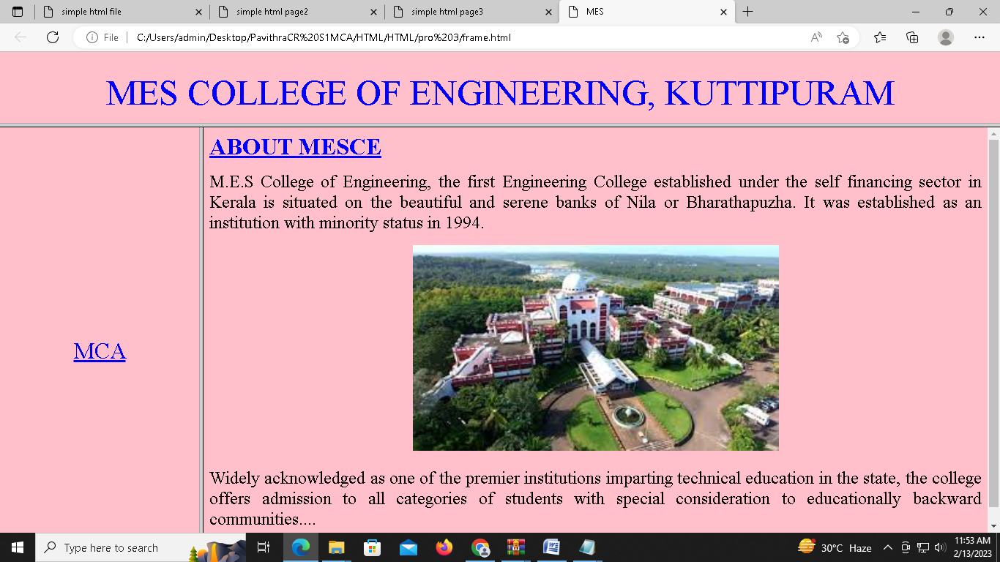 simple html file
simple html page2
simple html page3
MES
File
C:/Users/admin/Desktop/PavithraCR%20S1MCA/HTML/HTML/pro%203/frame.html
MES COLLEGE OF ENGINEERING, KUTTIPURAM
MCA
ABOUT MESCE
M.E.S College of Engineering, the first Engineering College established under the self financing sector in
Kerala is situated on the beautiful and serene banks of Nila or Bharathapuzha. It was established as an
institution with minority status in 1994.
Widely acknowledged as one of the premier institutions imparting technical education in the state, the college
offers admission to all categories of students with special consideration to educationally backward
communities....
Type here to search
30°C Haze
11:53 AM
2/13/2023